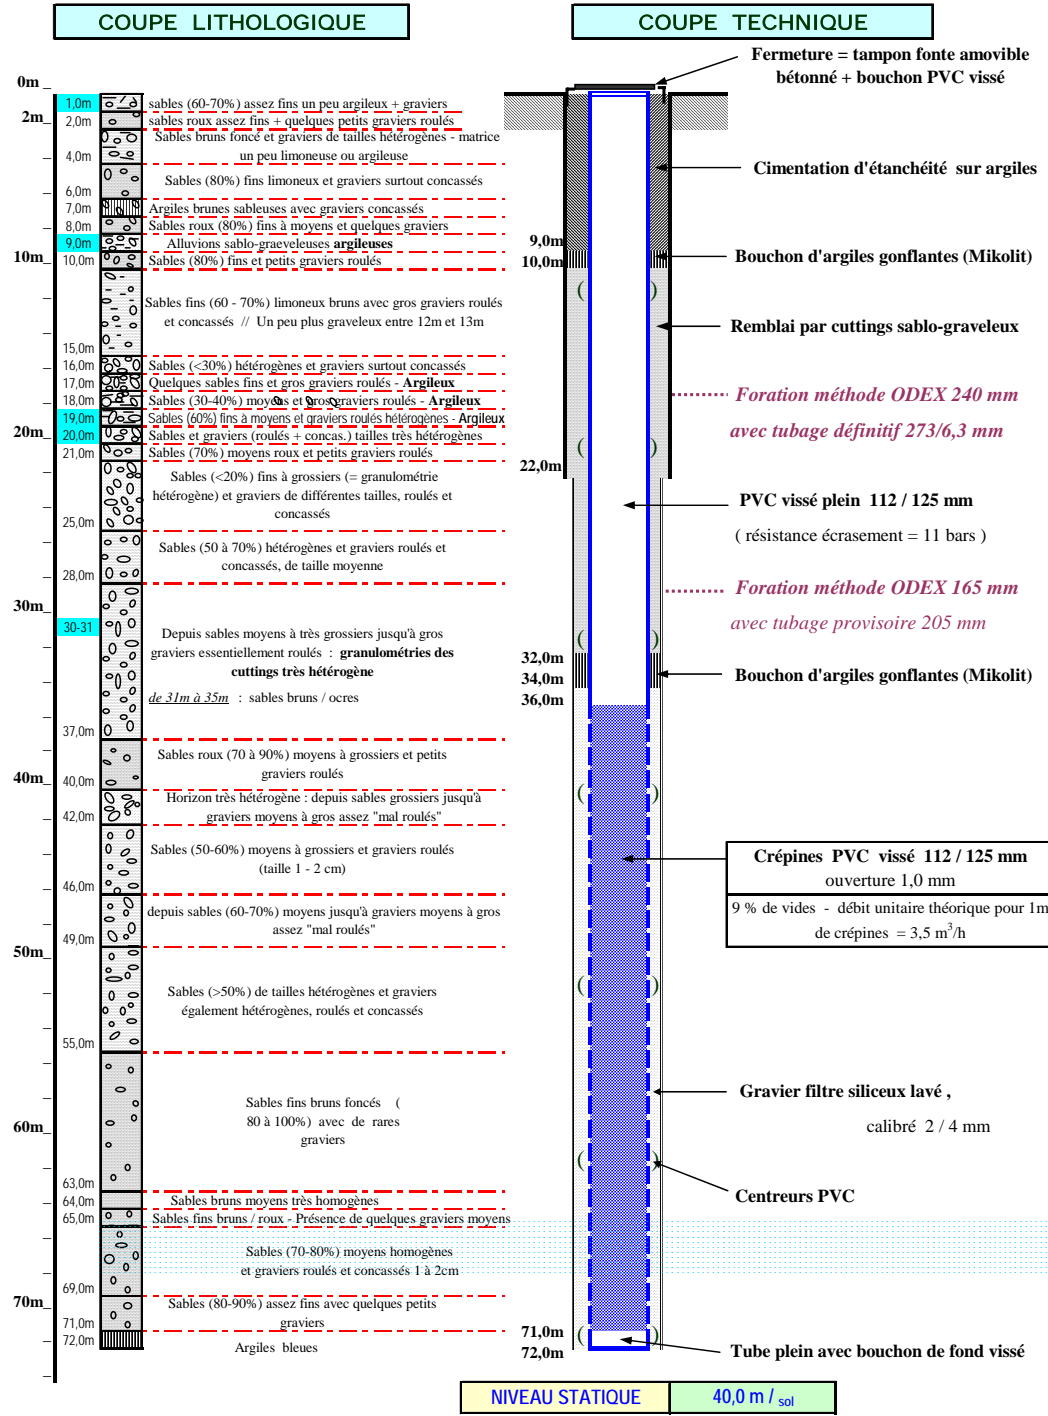 COUPE LITHOLOGIQUE
COUPE TECHNIQUE
0m
1,0m
sables (60-70%) assez fins un peu argileux + graviers
2m
2,0m
sables roux assez fins + quelques petits graviers roulés
Sables bruns foncé et graviers de tailles hétérogènes - matrice
4,0m
un peu limoneuse ou argileuse
Sables (80%) fins limoneux et graviers surtout concassés
6,0m
7,0m
Argiles brunes sableuses avec graviers concassés
8,0m
Sables roux (80%) fins à moyens et quelques graviers
9,0m
Alluvions sablo-graeveleuses argileuses
10m
10,0m
Sables (80%) fins et petits graviers roulés
Sables fins (60 - 70%) limoneux bruns avec gros graviers roulés
et concassés // Un peu plus graveleux entre 12m et 13m
15,0m
16,0m
Sables (<30%) hétérogènes et graviers surtout concassés
17,0m
Quelques sables fins et gros graviers roulés - Argileux
18,0m
Sables (30-40%) moyens et gros graviers roulés - Argileux
19,0m
Sables (60%) fins à moyens et graviers roulés hétérogènes - Argileux
20m
20,0m
Sables et graviers (roulés + concas.) tailles très hétérogènes
21,0m
Sables (70%) moyens roux et petits graviers roulés
Sables (<20%) fins à grossiers (= granulométrie
hétérogène) et graviers de différentes tailles, roulés et
concassés
25,0m
Sables (50 à 70%) hétérogènes et graviers roulés et
concassés, de taille moyenne
28,0m
30m
30-31
Depuis sables moyens à très grossiers jusqu'à gros
graviers essentiellement roulés : granulométries des
cuttings très hétérogène
de 31m à 35m : sables bruns / ocres
37,0m
Sables roux (70 à 90%) moyens à grossiers et petits
graviers roulés
40m
40,0m
Horizon très hétérogène : depuis sables grossiers jusqu'à
graviers moyens à gros assez "mal roulés"
42,0m
Sables (50-60%) moyens à grossiers et graviers roulés
(taille 1 - 2 cm)
46,0m
depuis sables (60-70%) moyens jusqu'à graviers moyens à gros
assez "mal roulés"
49,0m
50m
Sables (>50%) de tailles hétérogènes et graviers
également hétérogènes, roulés et concassés
55,0m
Sables fins bruns foncés (
80 à 100%) avec de rares
graviers
60m
63,0m
64,0m
Sables bruns moyens très homogènes
65,0m
Sables fins bruns / roux - Présence de quelques graviers moyens
Sables (70-80%) moyens homogènes
et graviers roulés et concassés 1 à 2cm
69,0m
70m
Sables (80-90%) assez fins avec quelques petits
graviers
71,0m
72,0m
Argiles bleues
Fermeture = tampon fonte amovible
bétonné + bouchon PVC vissé
Cimentation d'étanchéité sur argiles
9,0m
10,0m
Bouchon d'argiles gonflantes (Mikolit)
Remblai par cuttings sablo-graveleux
Foration méthode ODEX 240 mm
avec tubage définitif 273/6,3 mm
22,0m
PVC vissé plein 112 / 125 mm
( résistance écrasement = 11 bars )
Foration méthode ODEX 165 mm
avec tubage provisoire 205 mm
32,0m
34,0m
36,0m
Bouchon d'argiles gonflantes (Mikolit)
Crépines PVC vissé 112 / 125 mm
ouverture 1,0 mm
9 % de vides - débit unitaire théorique pour 1m
de crépines = 3,5 m³/h
Gravier filtre siliceux lavé ,
calibré 2 / 4 mm
Centreurs PVC
71,0m
72,0m
Tube plein avec bouchon de fond vissé
NIVEAU STATIQUE
40,0 m / sol